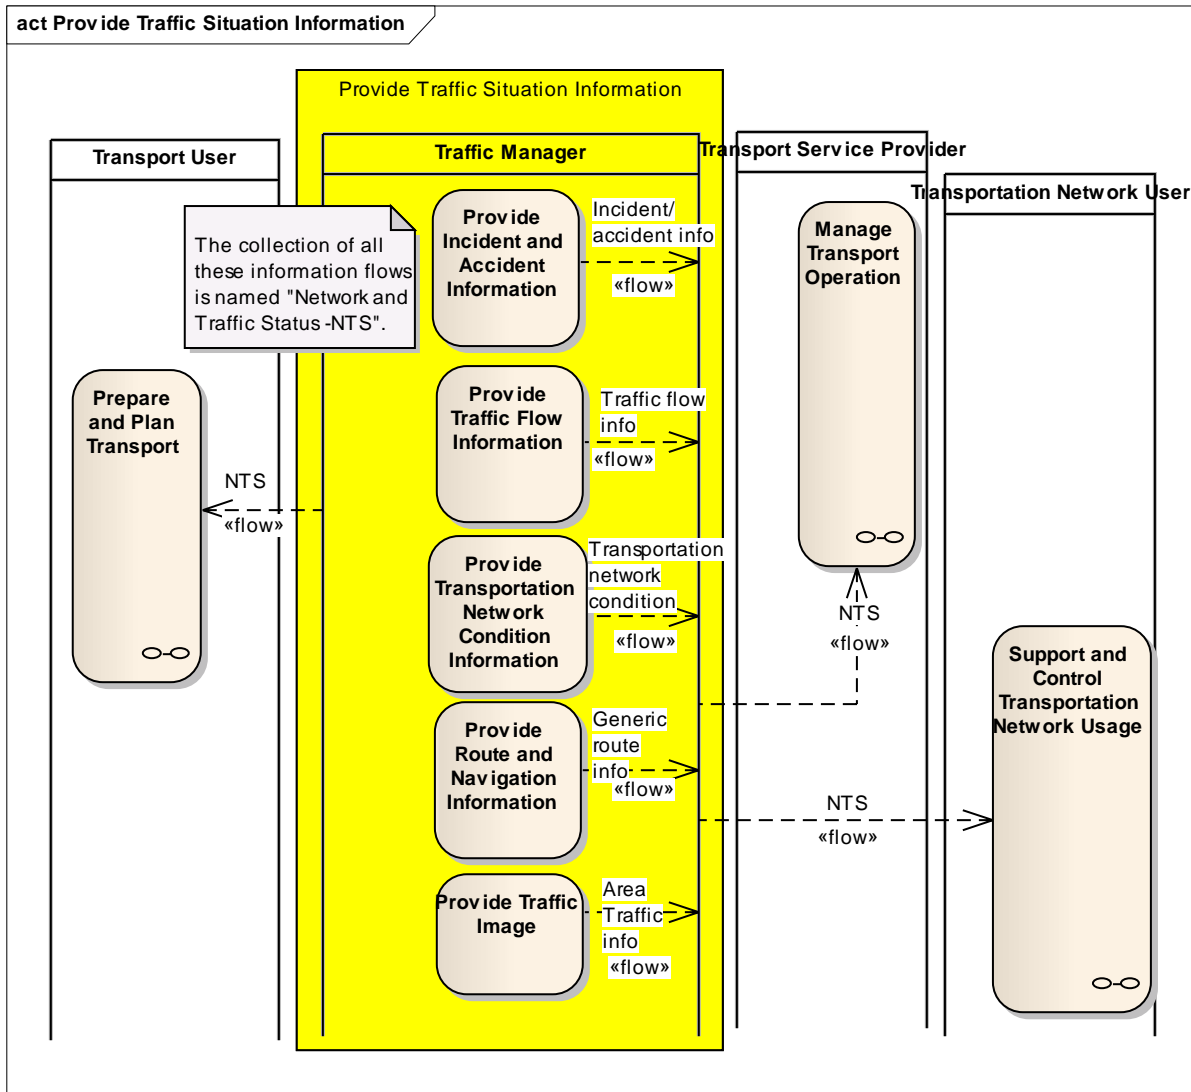 act Provide Traffic Situation Information
Provide Traffic Situation Information
Transport User
Traffic Manager
Transport Service Provider
Transportation Network User
The collection of all
these information flows
is named "Network and
Traffic Status -NTS".
Prepare
and Plan
Transport
NTS
«flow»
Provide
Incident and
Accident
Information
Incident/
accident info
«flow»
Provide
Traffic Flow
Information
Traffic flow
info
«flow»
Provide
Transportation
Network
Condition
Information
Transportation
network
condition
«flow»
Provide
Route and
Navigation
Information
Generic
route
info
«flow»
Provide Traffic
Image
Area
Traffic
info
«flow»
Manage
Transport
Operation
NTS
«flow»
Support and
Control
Transportation
Network Usage
NTS
«flow»